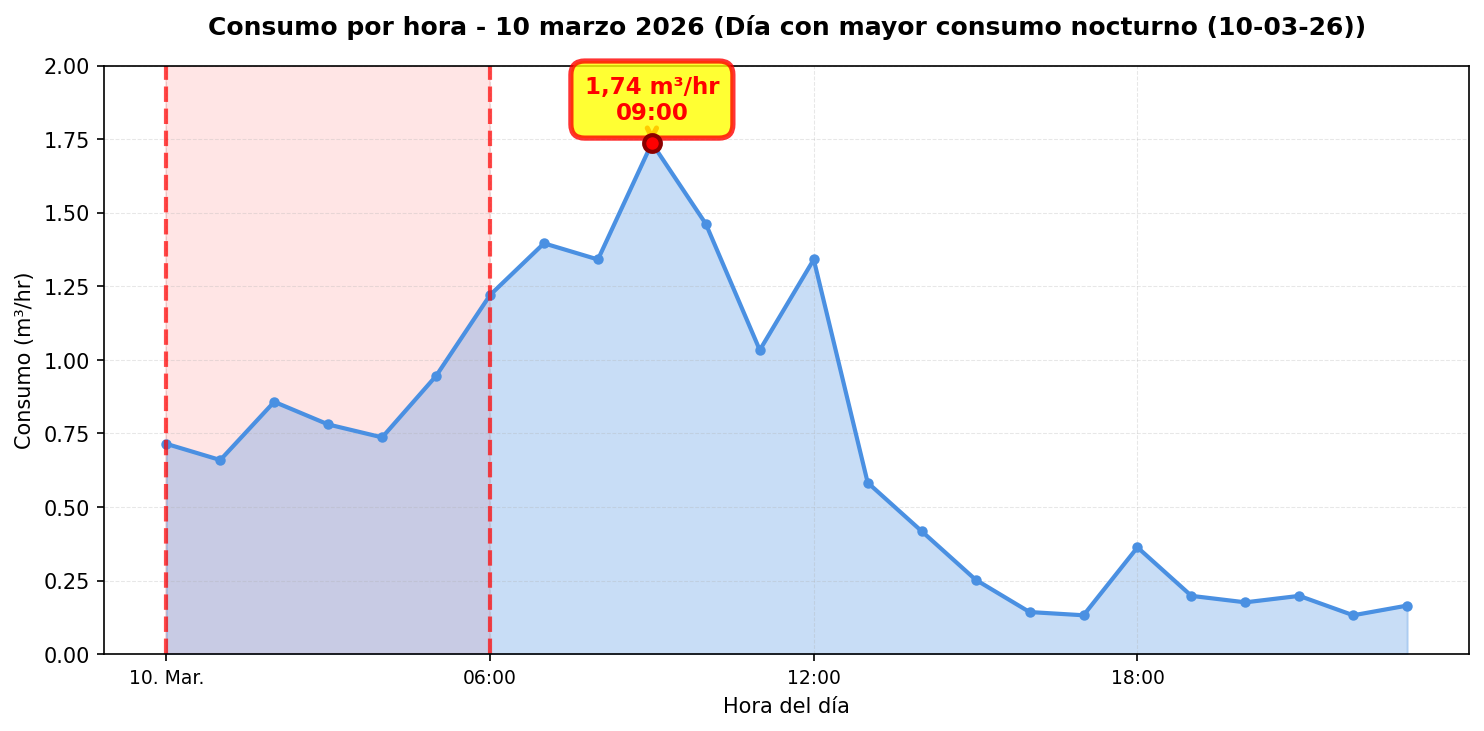 Consumo por hora - 10 marzo 2026 (Día con mayor consumo nocturno (10-03-26))
1,74 m³/hr
09:00
Consumo (m³/hr)
2.00
1.75
1.50
1.25
1.00
0.75
0.50
0.25
0.00
10. Mar.
06:00
12:00
18:00
Hora del día